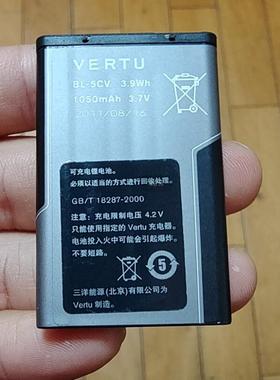 VERTU
BL-5CV 3.9Wh
1050mAh 3.7V
2011/08/16
可充电锂电池。
必须以适当的方式进行回收处理。
GB/T 18287-2000
注意：充电限制电压 4.2 V
只能使用指定的 Vertu 充电器。
电池投入火中可能会引起爆炸。
不要短路。
5
三洋能源(北京)有限公司为
Vertu 制造。